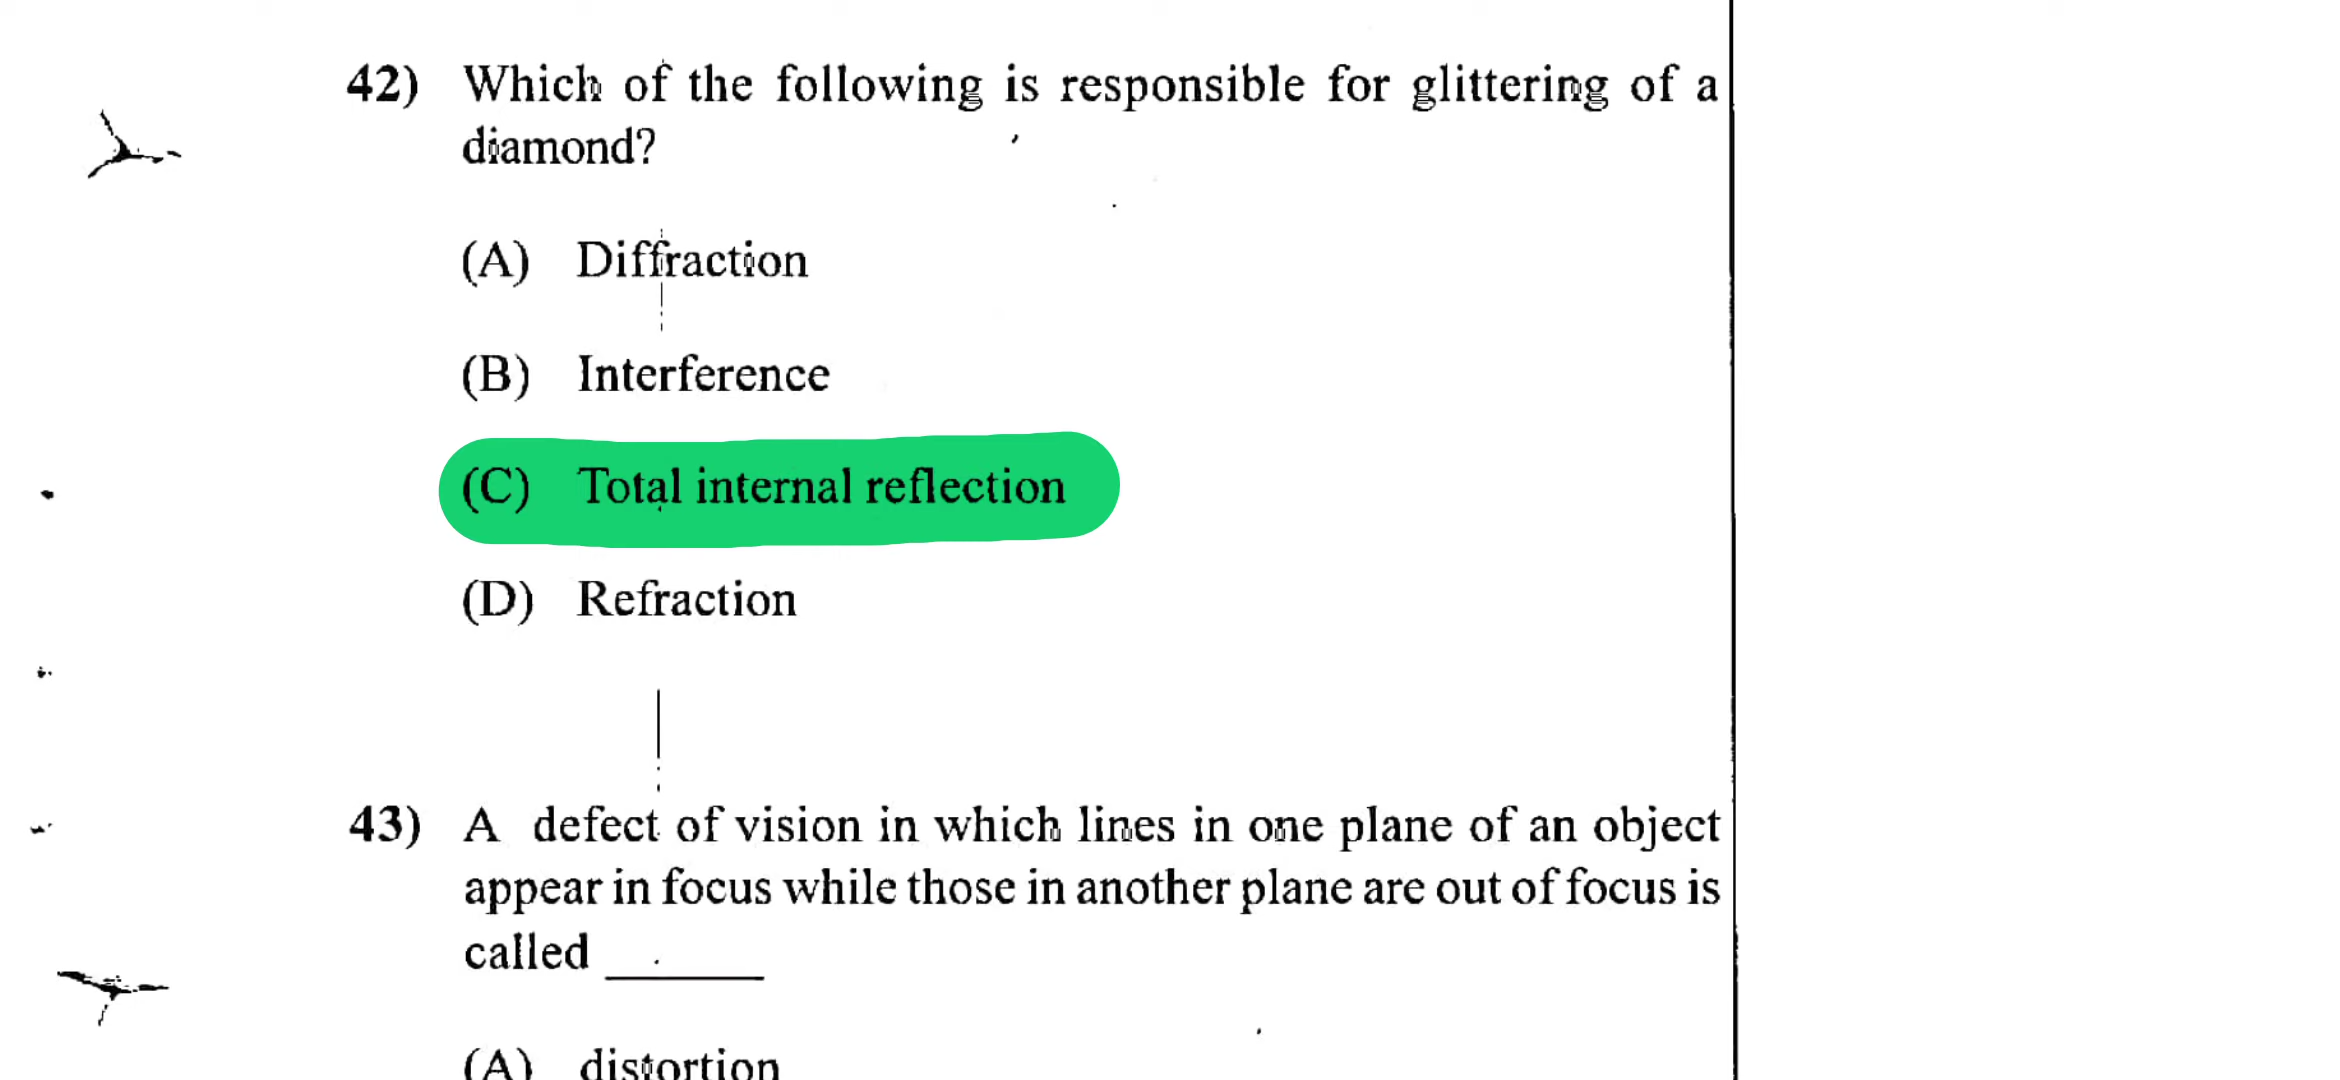 42) Which of the following is responsible for glittering of a
diamond?
(A) Diffraction
(B) Interference
(C) Total internal reflection
(D) Refraction
43) A defect of vision in which lines in one plane of an object
appear in focus while those in another plane are out of focus is
called ______
(A) distortion